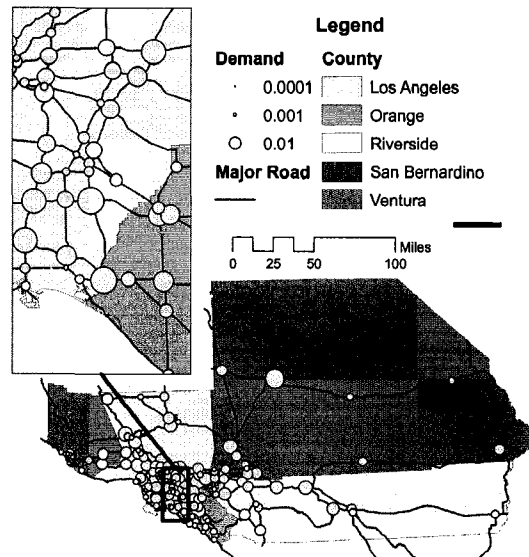 Legend
Demand
0.0001
0.001
0.01
Major Road
County
Los Angeles
Orange
Riverside
San Bernardino
Ventura
Miles
0 25 50 100